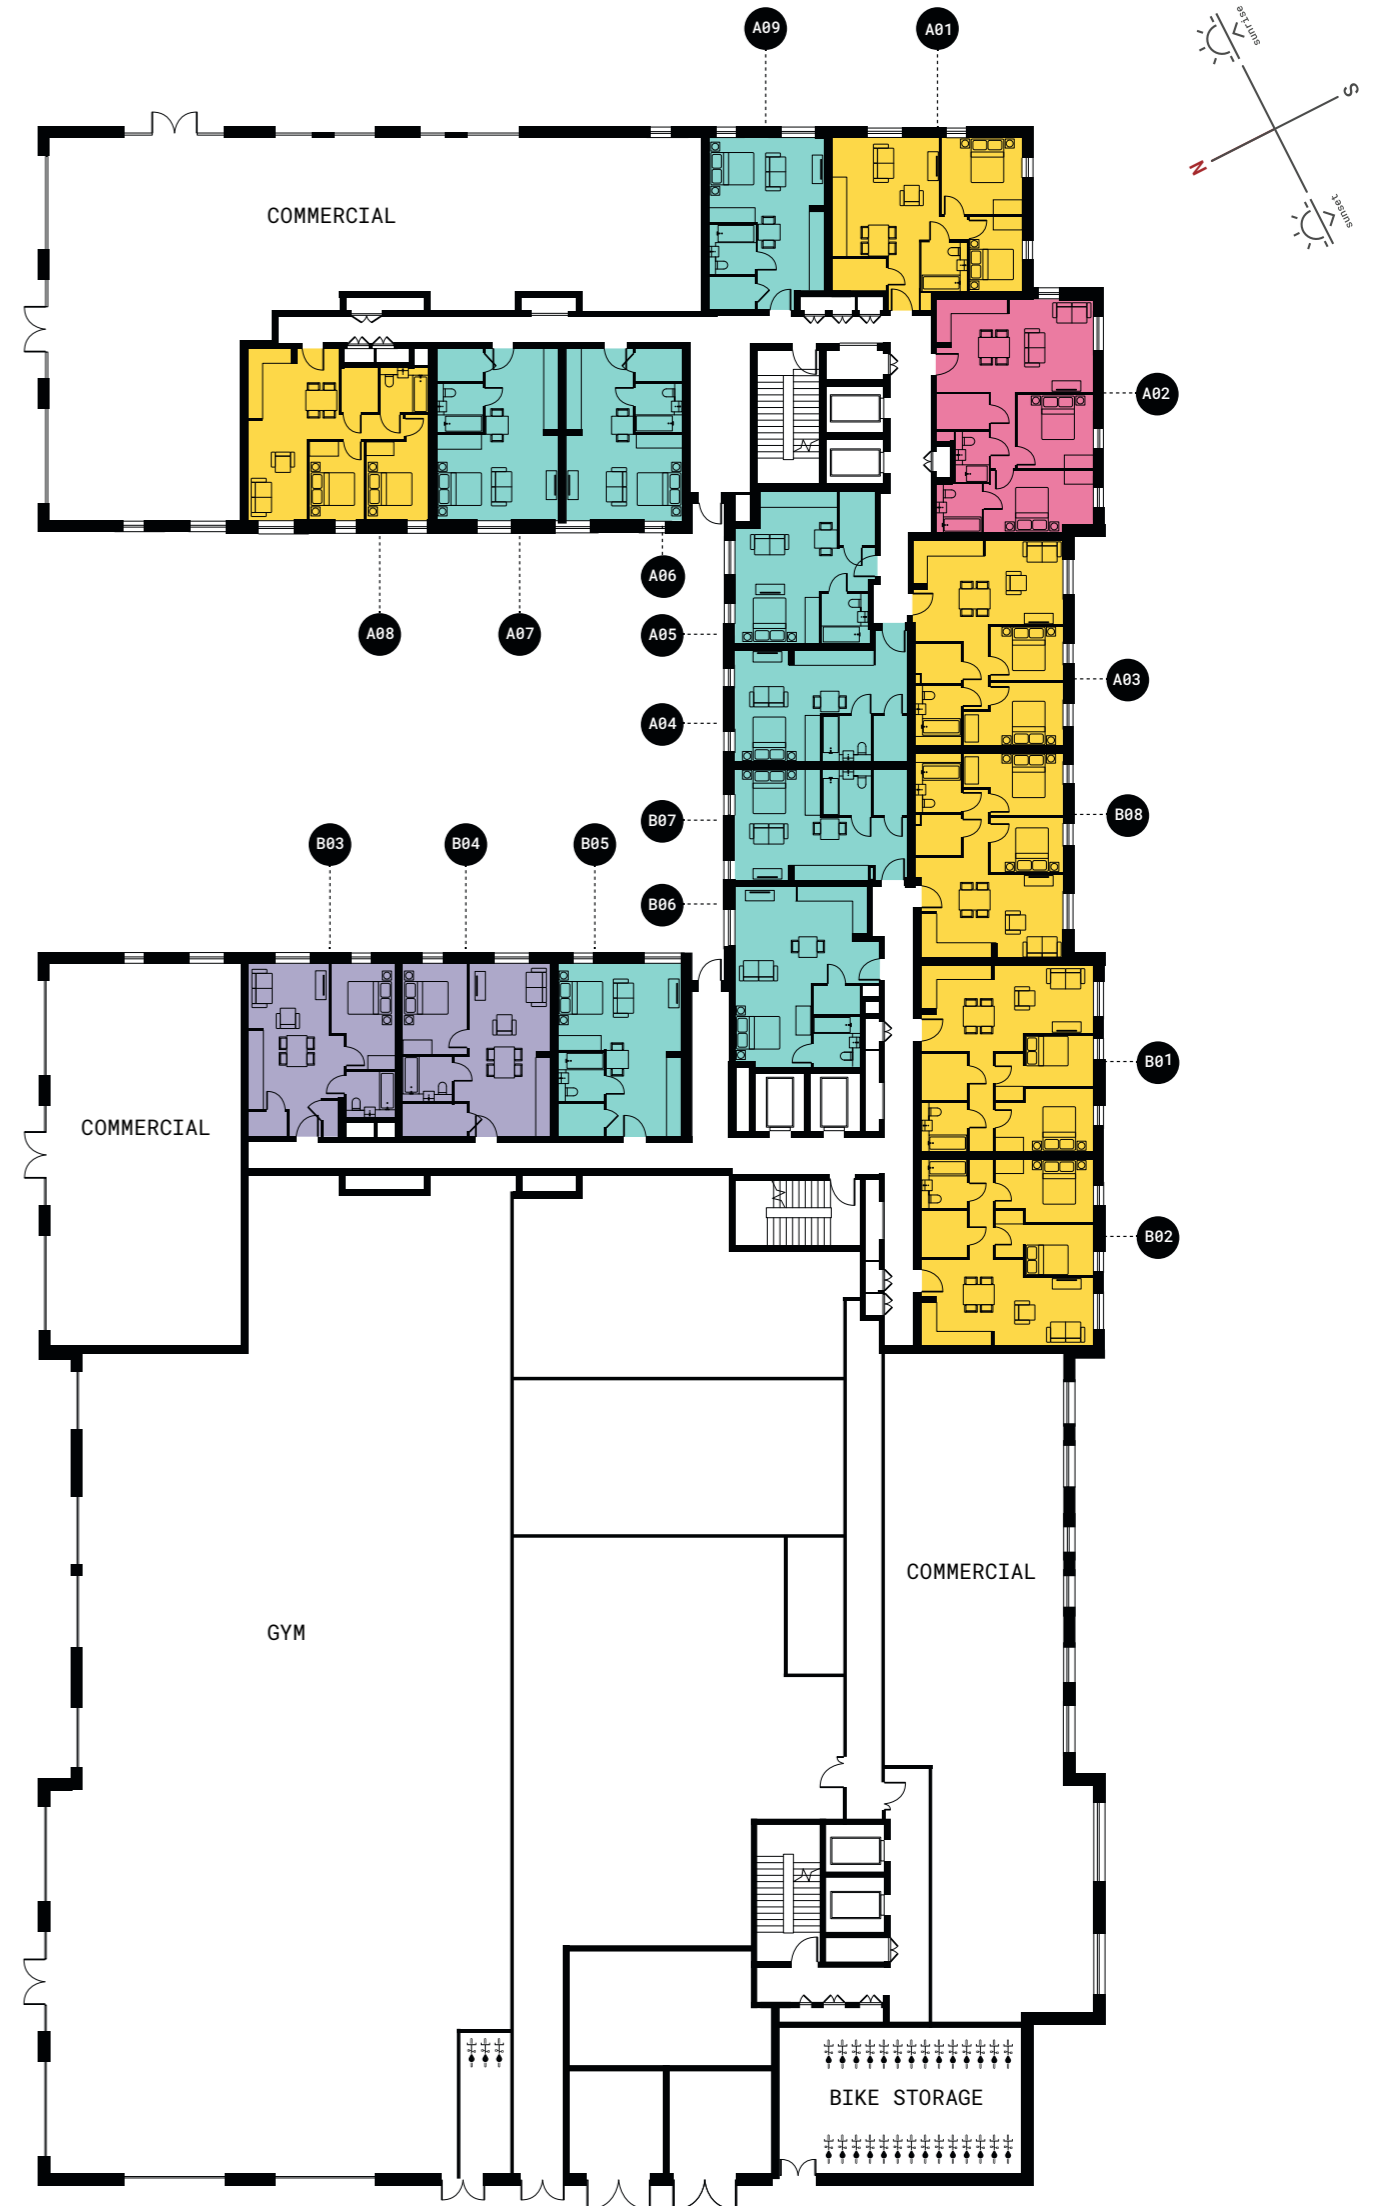 A09
A01
sunrise
S
N
sunset
COMMERCIAL
A02
A06
A08
A07
A05
A03
A04
B07
B08
B03
B04
B05
B06
B01
COMMERCIAL
B02
COMMERCIAL
GYM
BIKE STORAGE